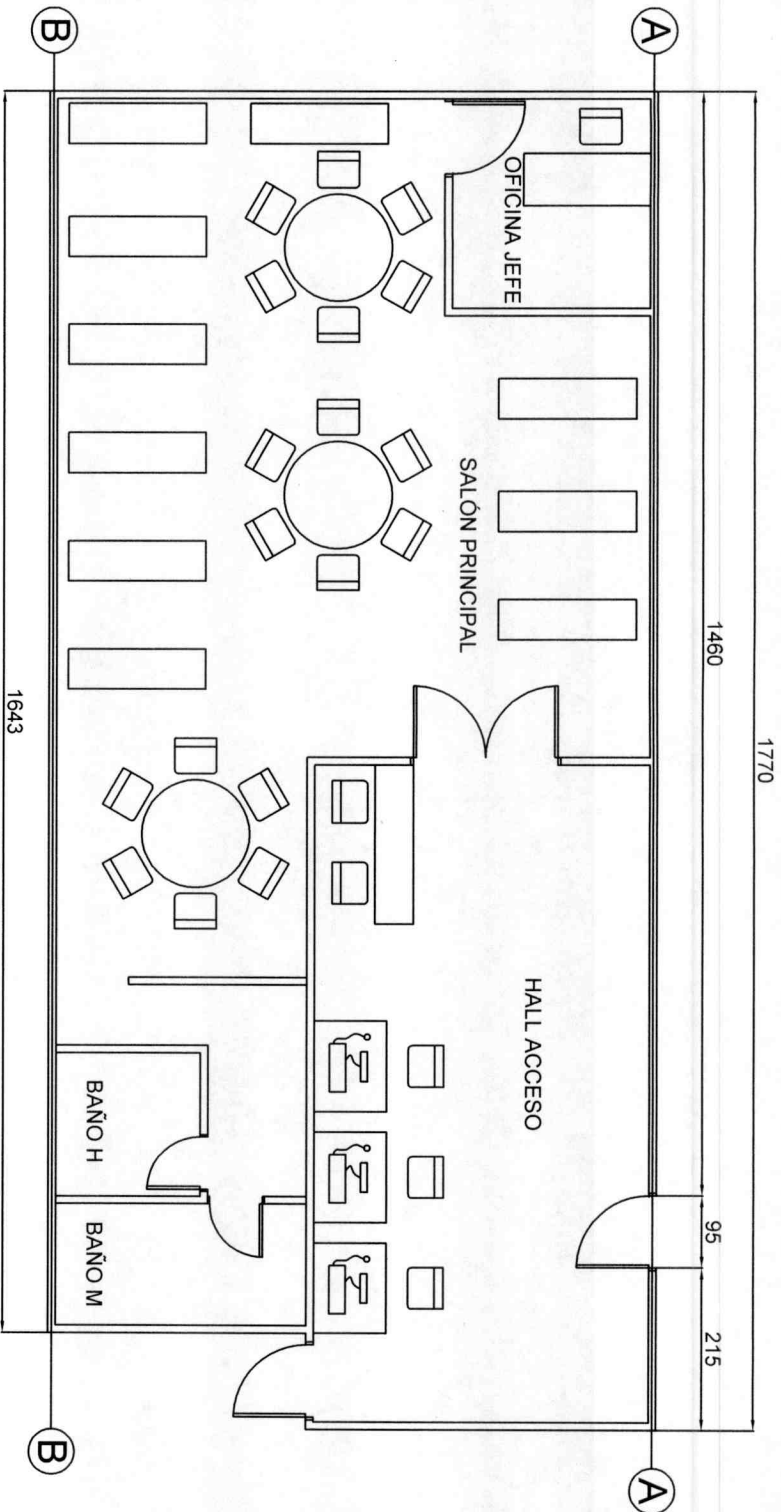 A
A
1770
1460
95
215
OFICINA JEFE
SALÓN PRINCIPAL
HALL ACCESO
BAÑO H
BAÑO M
1643
B
B